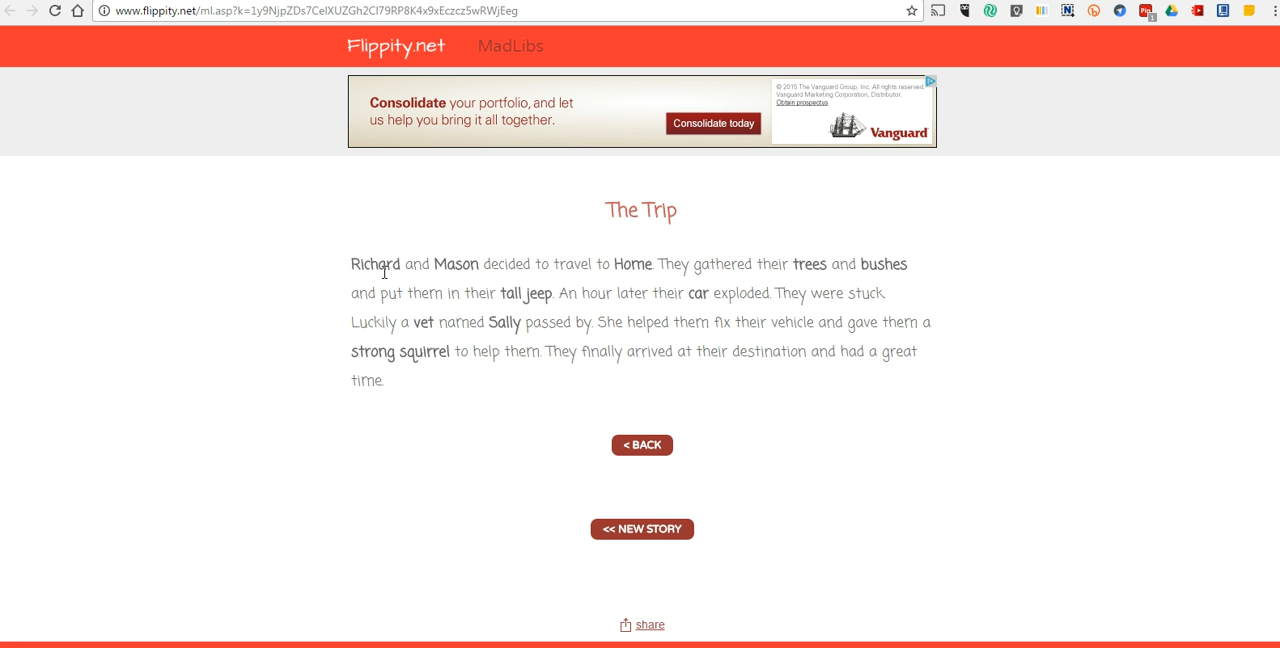 www.flippity.net/ml.asp?k=1y9NjpZDs7CeIXUZGh2CI79RP8K4x9xEczcz5wRWjEeg
Flippity.net MadLibs
Consolidate your portfolio, and let
us help you bring it all together.
Consolidate today
© 2015 The Vanguard Group, Inc. All rights reserved.
Vanguard Marketing Corporation, Distributor.
Obtain prospectus
Vanguard
The Trip
Richard and Mason decided to travel to Home. They gathered their trees and bushes
and put them in their tall jeep. An hour later their car exploded. They were stuck.
Luckily a vet named Sally passed by. She helped them fix their vehicle and gave them a
strong squirrel to help them. They finally arrived at their destination and had a great
time.
< BACK
<< NEW STORY
share